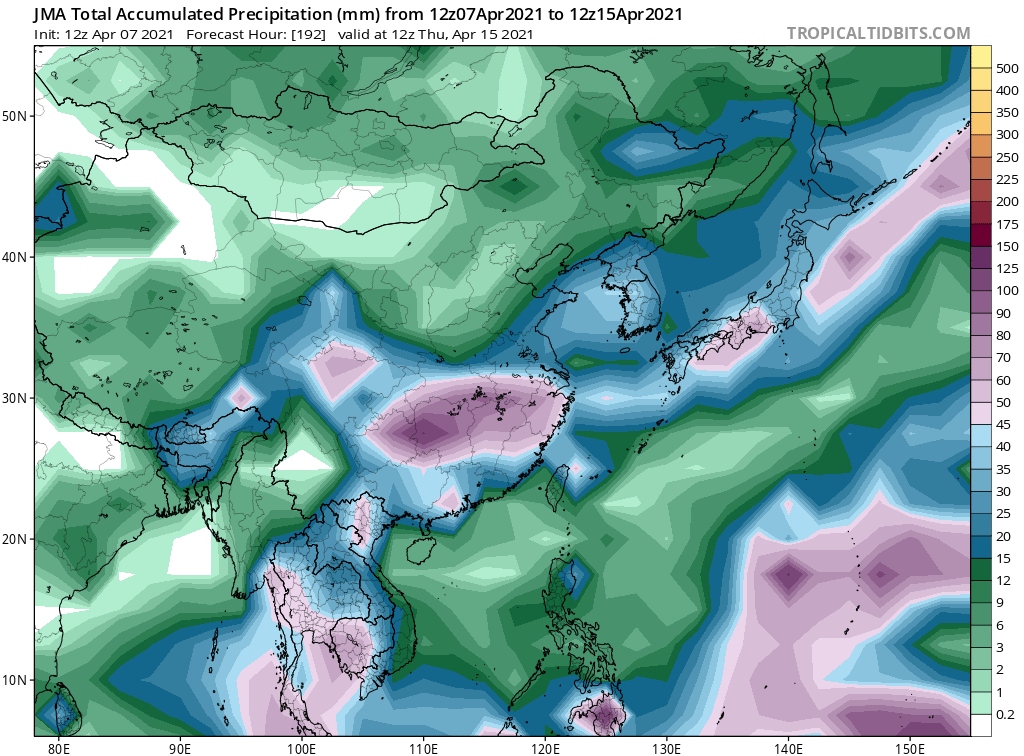 JMA Total Accumulated Precipitation (mm) from 12z07Apr2021 to 12z15Apr2021
Init: 12z Apr 07 2021 Forecast Hour: [192] valid at 12z Thu, Apr 15 2021
TROPICALTIDBITS.COM
50N
40N
30N
20N
10N
80E
90E
100E
110E
120E
130E
140E
150E
500
400
350
300
250
225
200
175
150
125
100
90
80
70
60
50
45
40
35
30
25
20
15
12
9
6
3
2
1
0.2